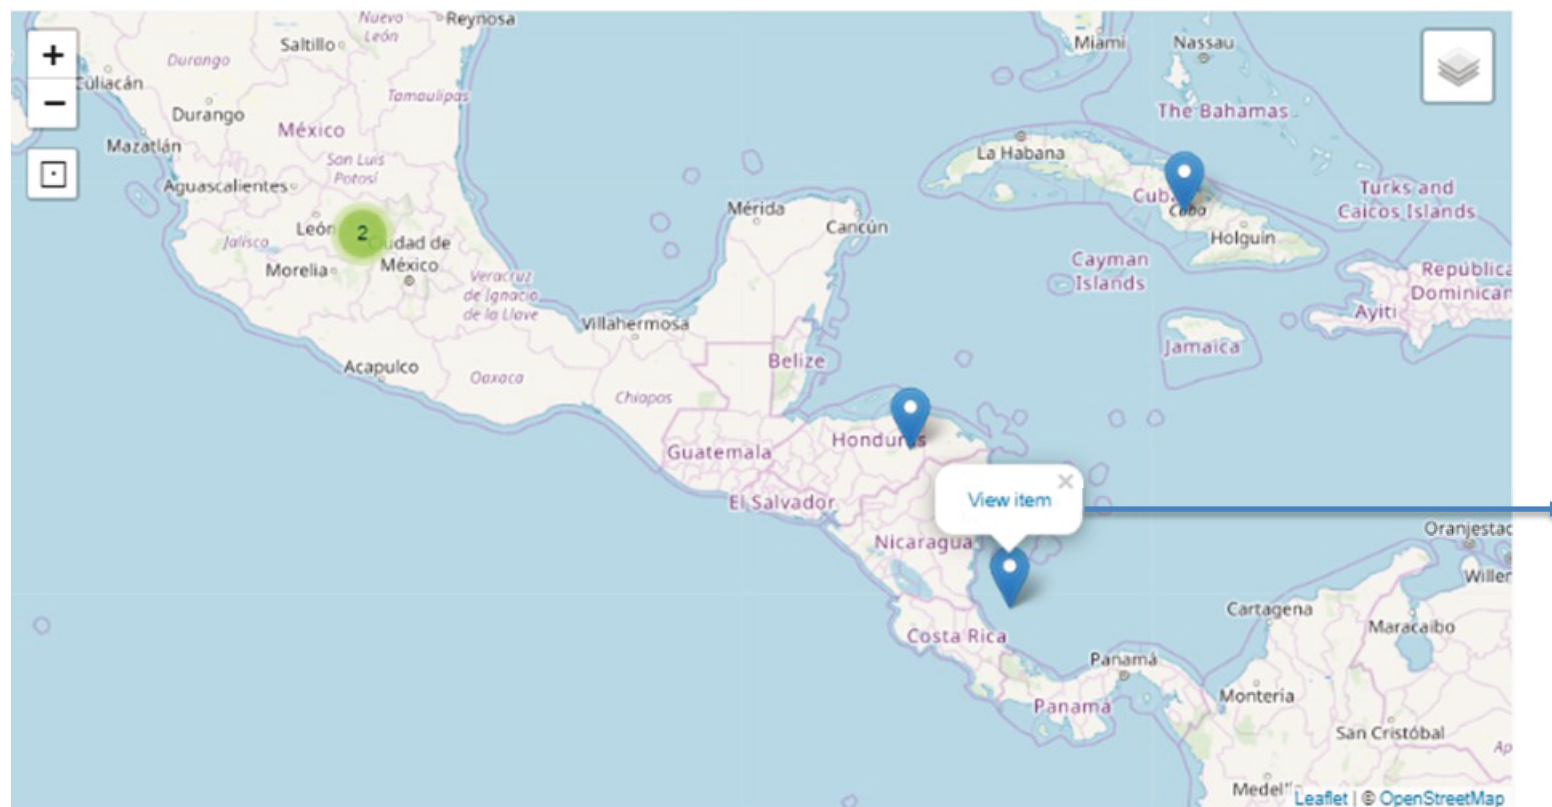 Nuevo
León
Reynosa
Saltillo
Miami
Nassau
+
Durango
Culiacán
−
Tamaulipas
Durango
The Bahamas
México
Mazatlán
La Habana
San Luis
Potosí
Aguascalientes
Turks and
Caicos Islands
Cuba
Mérida
León
2
Cancún
Holguín
Jalisco
Ciudad de
México
Morelia
Cayman
Islands
República
Dominican
Veracruz
de Ignacio
de la Llave
Ayiti
Villahermosa
Jamaica
Belize
Acapulco
Oaxaca
Chiapas
Honduras
Guatemala
View item
×
El Salvador
Oranjestad
Nicaragua
Willem
Cartagena
Maracaibo
Costa Rica
Panamá
Montería
Panamá
San Cristóbal
Ap
Leaflet | © OpenStreetMap